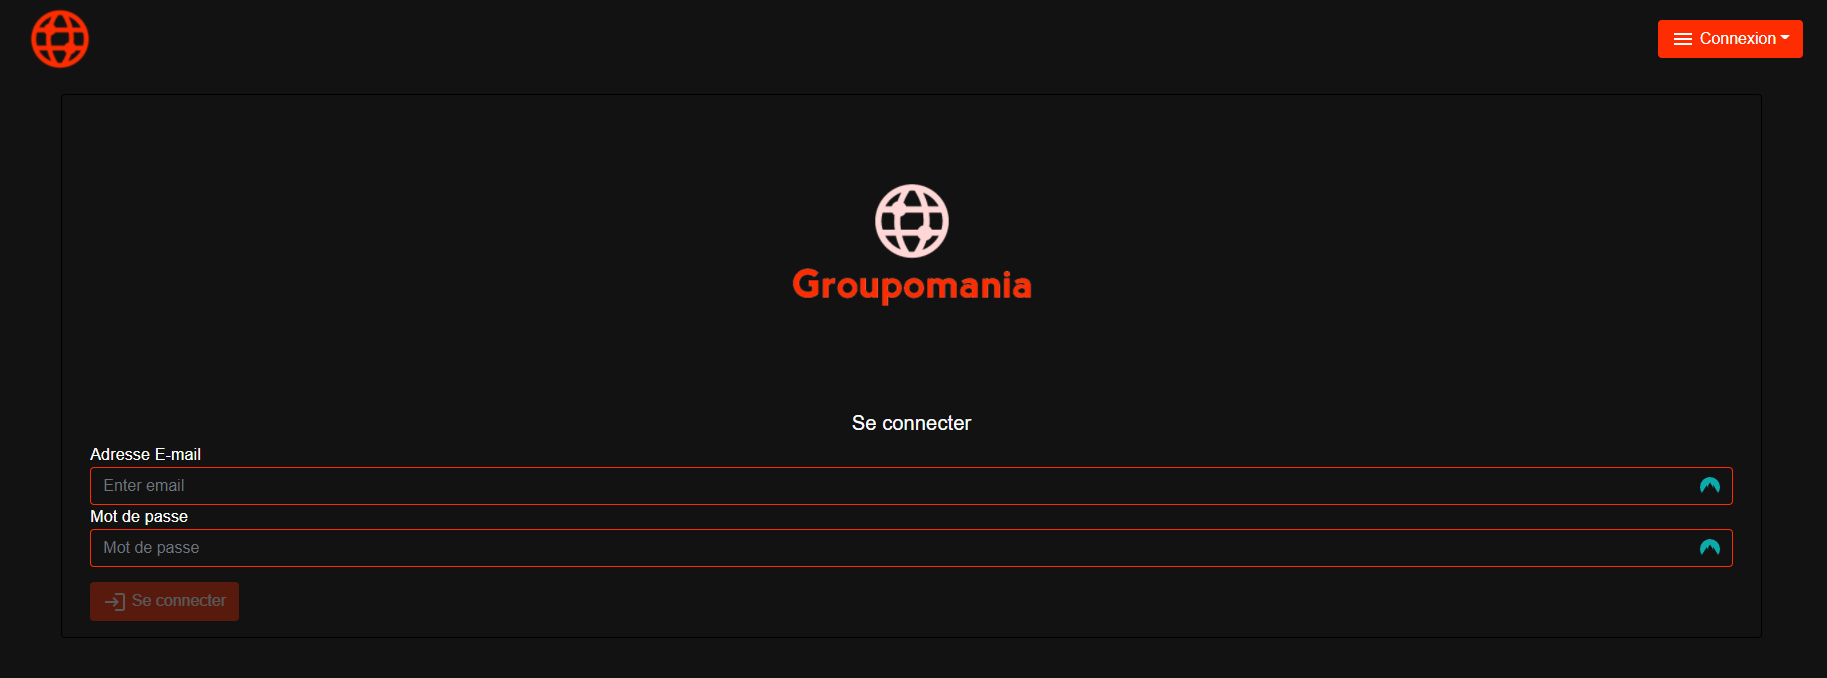 Connexion
Groupomania
Se connecter
Adresse E-mail
Enter email
Mot de passe
Mot de passe
Se connecter